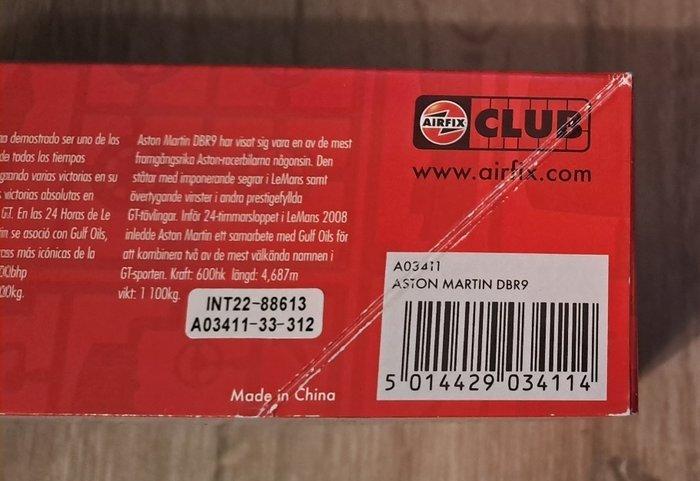 AIRFIX CLUB
www.airfix.com
demostrado ser uno de los
de todos los tiempos
varias victorias en su
victorias absolutas en
GT. En las 24 Horas de Le
se asoció con Gulf Oils,
más icónicas de la
Aston Martin DBR9 har visat sig vara en av de mest
framgångsrika Aston-racerbilarna någonsin. Den
ståtar med imponerande segrar i LeMans samt
övertygande vinster i andra prestigefyllda
GT-tävlingar. Inför 24-timmarsloppet i LeMans 2008
inledde Aston Martin ett samarbete med Gulf Oils för
att kombinera två av de mest välkända namnen i
GT-sporten. Kraft: 600hk längd: 4,687m
vikt: 1 100kg.
INT22-88613
A03411-33-312
Made in China
A03411
ASTON MARTIN DBR9
5 014429 034114